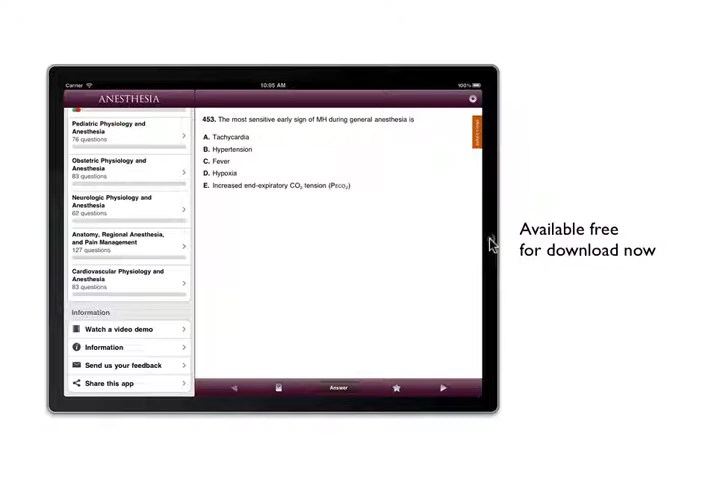 Carrier
10:05 AM
100%
ANESTHESIA
Pediatric Physiology and
Anesthesia
76 questions
Obstetric Physiology and
Anesthesia
83 questions
Neurologic Physiology and
Anesthesia
62 questions
Anatomy, Regional Anesthesia,
and Pain Management
127 questions
Cardiovascular Physiology and
Anesthesia
83 questions
Information
Watch a video demo
Information
Send us your feedback
Share this app
453. The most sensitive early sign of MH during general anesthesia is
A. Tachycardia
B. Hypertension
C. Fever
D. Hypoxia
E. Increased end-expiratory CO₂ tension (PECO₂)
Answer
Available free
for download now